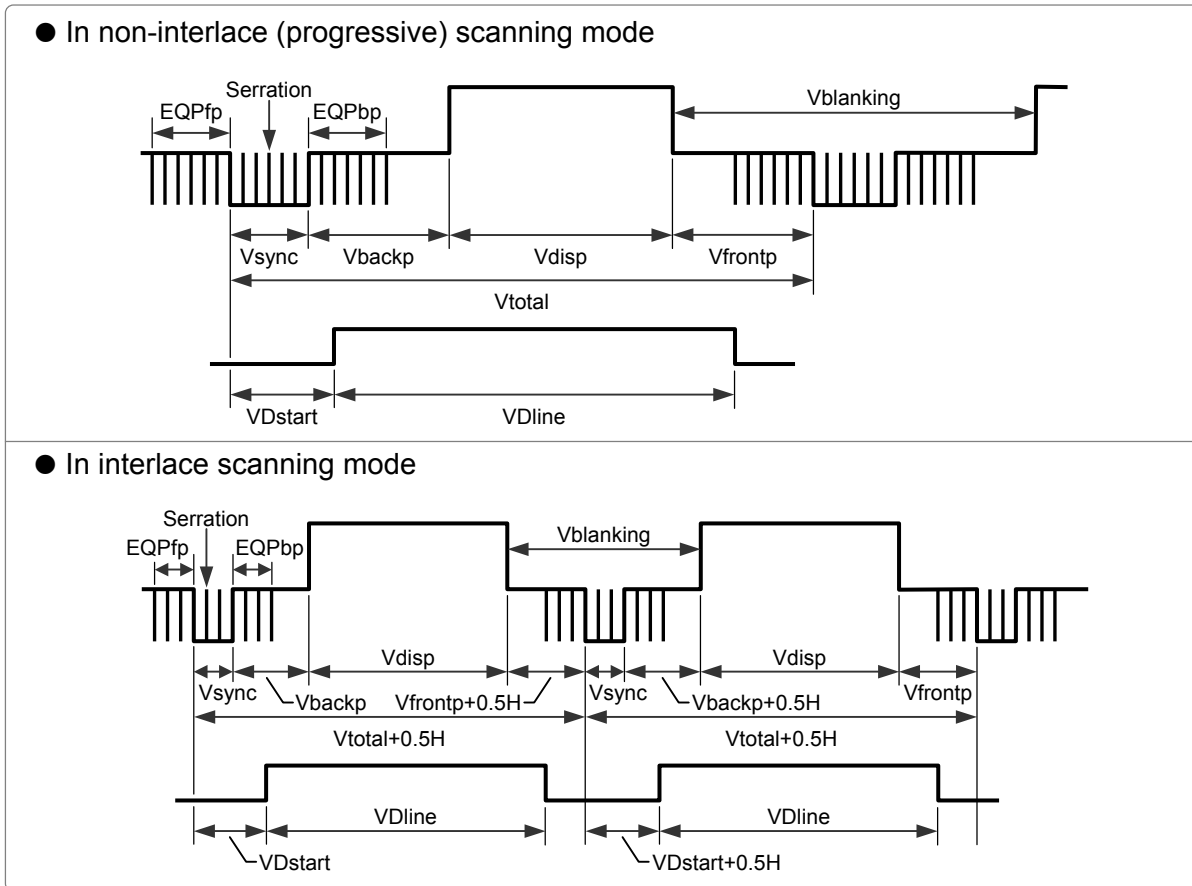 ● In non-interlace (progressive) scanning mode
Serration
EQPfp
EQPbp
Vblanking
Vsync
Vbackp
Vdisp
Vfrontp
Vtotal
VDstart
VDline
● In interlace scanning mode
Serration
EQPfp
EQPbp
Vblanking
Vdisp
Vdisp
Vsync
Vbackp
Vfrontp+0.5H
Vsync
Vbackp+0.5H
Vfrontp
Vtotal+0.5H
Vtotal+0.5H
VDline
VDline
VDstart
VDstart+0.5H